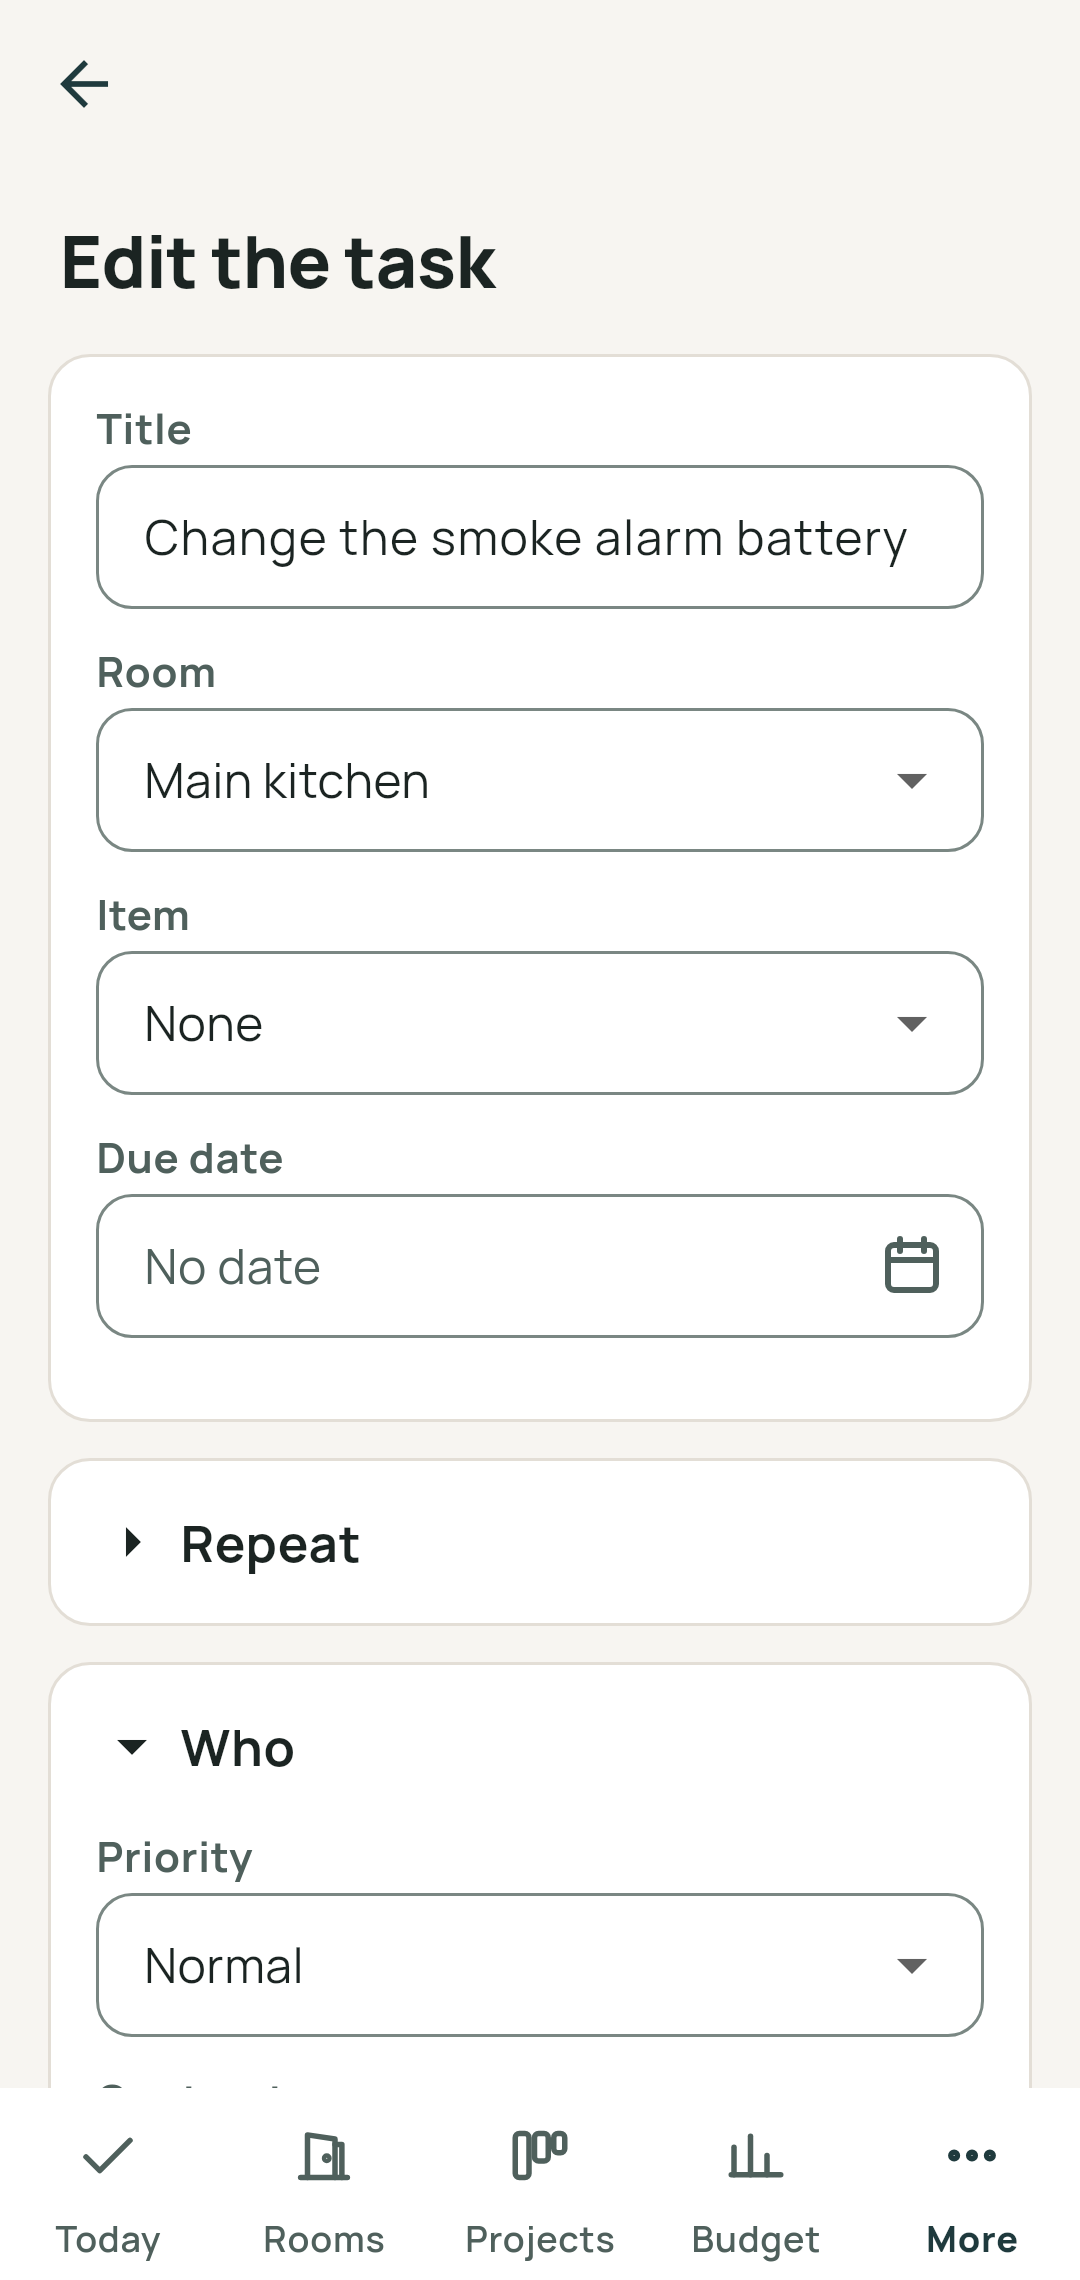 Edit the task
Title
Change the smoke alarm battery
Room
Main kitchen
Item
None
Due date
No date
Repeat
Who
Priority
Normal
Today
Rooms
Projects
Budget
More